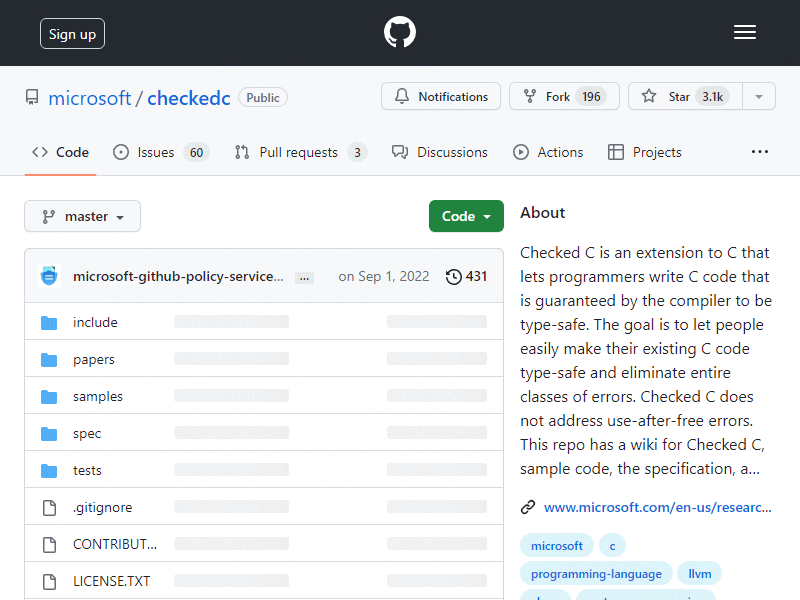 Sign up
microsoft / checkedc Public
Notifications
Fork 196
Star 3.1k
Code
Issues 60
Pull requests 3
Discussions
Actions
Projects
master
Code
microsoft-github-policy-service... ... on Sep 1, 2022 431
include
papers
samples
spec
tests
.gitignore
CONTRIBUT...
LICENSE.TXT
About
Checked C is an extension to C that
lets programmers write C code that
is guaranteed by the compiler to be
type-safe. The goal is to let people
easily make their existing C code
type-safe and eliminate entire
classes of errors. Checked C does
not address use-after-free errors.
This repo has a wiki for Checked C,
sample code, the specification, a...
www.microsoft.com/en-us/researc...
microsoft c
programming-language llvm